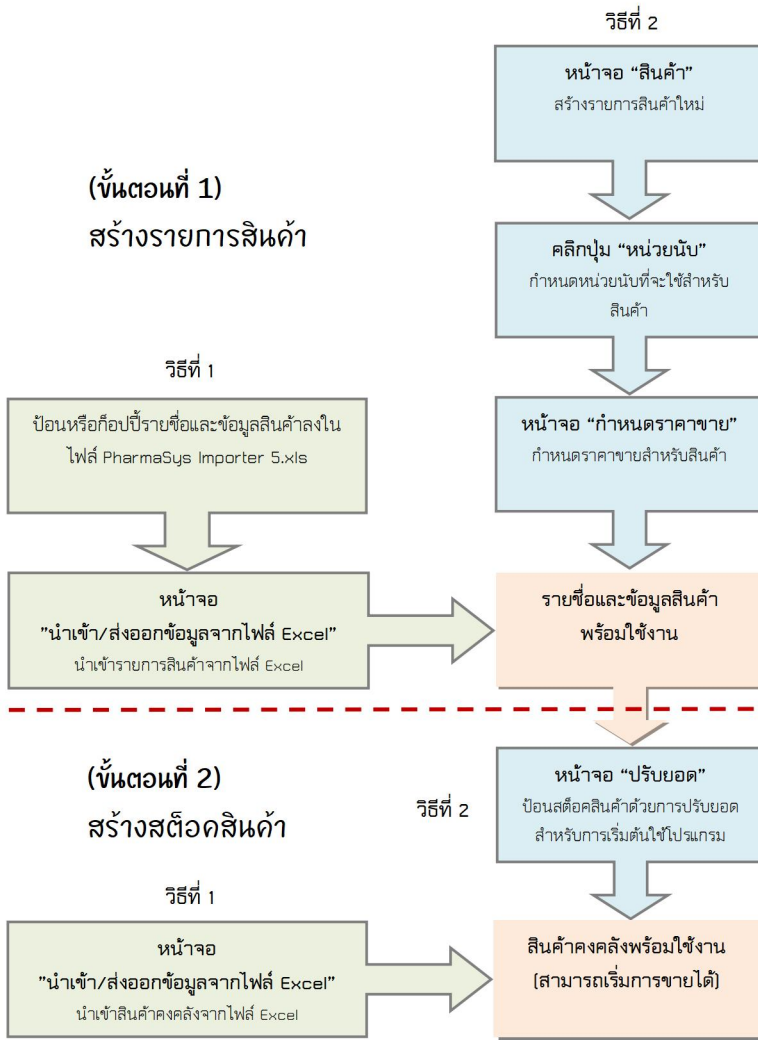 วิธีที่ 2
หน้าจอ “สินค้า”
สร้างรายการสินค้าใหม่
(ขั้นตอนที่ 1)
สร้างรายการสินค้า
คลิกปุ่ม “หน่วยนับ”
กำหนดหน่วยนับที่จะใช้สำหรับ
สินค้า
วิธีที่ 1
ป้อนหรือก็อปปี้รายชื่อและข้อมูลสินค้าลงใน
ไฟล์ PharmaSys Importer 5.xls
หน้าจอ “กำหนดราคาขาย”
กำหนดราคาขายสำหรับสินค้า
หน้าจอ
”นำเข้า/ส่งออกข้อมูลจากไฟล์ Excel”
นำเข้ารายการสินค้าจากไฟล์ Excel
รายชื่อและข้อมูลสินค้า
พร้อมใช้งาน
(ขั้นตอนที่ 2)
สร้างสต็อคสินค้า
วิธีที่ 2
หน้าจอ “ปรับยอด”
ป้อนสต็อคสินค้าด้วยการปรับยอด
สำหรับการเริ่มต้นใช้โปรแกรม
วิธีที่ 1
หน้าจอ
”นำเข้า/ส่งออกข้อมูลจากไฟล์ Excel”
นำเข้าสินค้าคงคลังจากไฟล์ Excel
สินค้าคงคลังพร้อมใช้งาน
(สามารถเริ่มการขายได้)